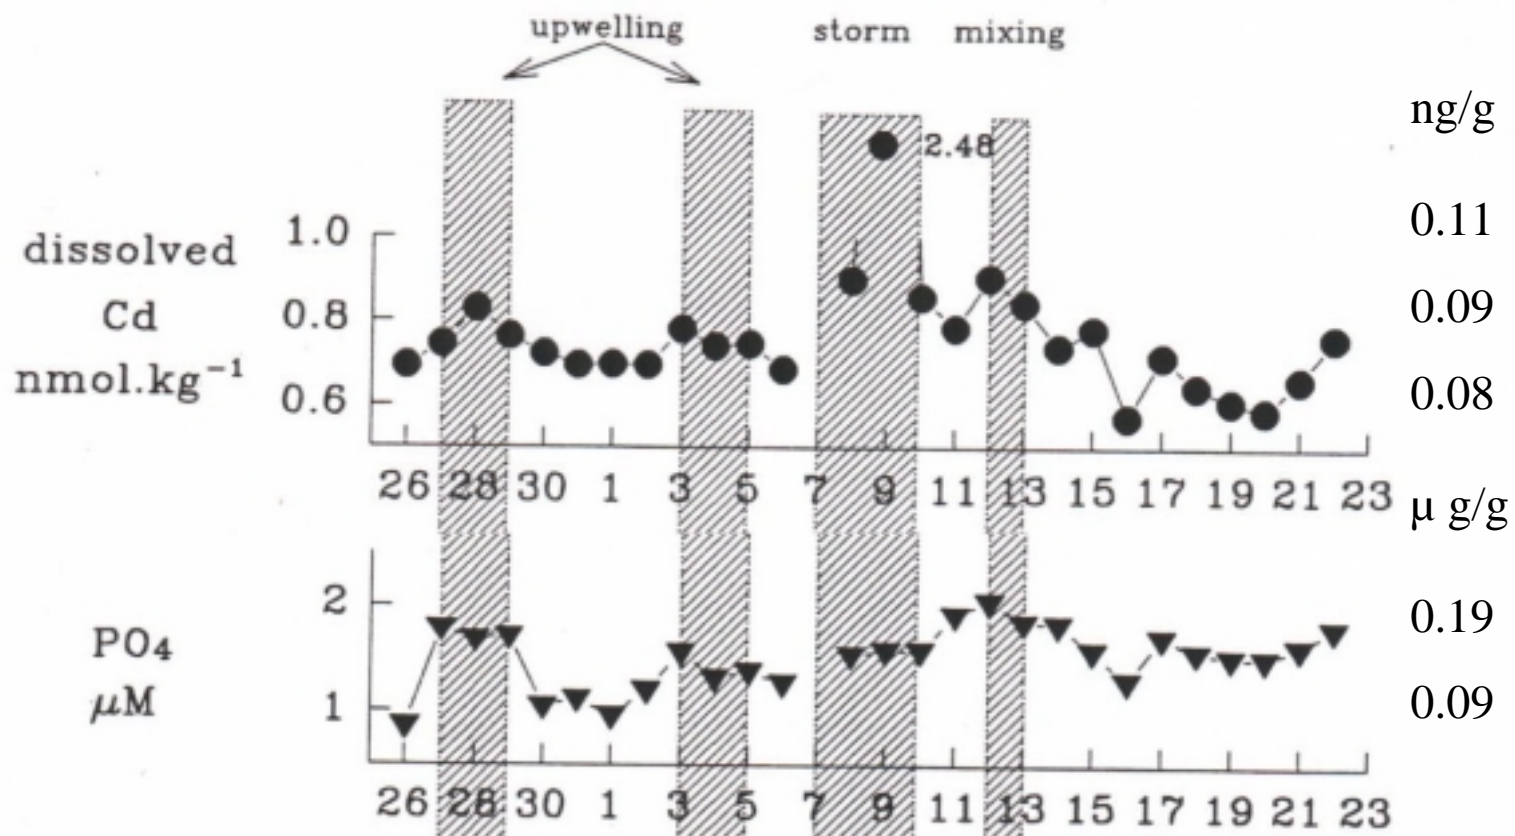 upwelling storm mixing
ng/g
2.48
1.0 0.11
dissolved
Cd 0.8 0.09
nmol.kg⁻¹ 0.6 0.08
26 28 30 1 3 5 7 9 11 13 15 17 19 21 23
μ g/g
2 0.19
PO₄
μM 1 0.09
26 28 30 1 3 5 7 9 11 13 15 17 19 21 23